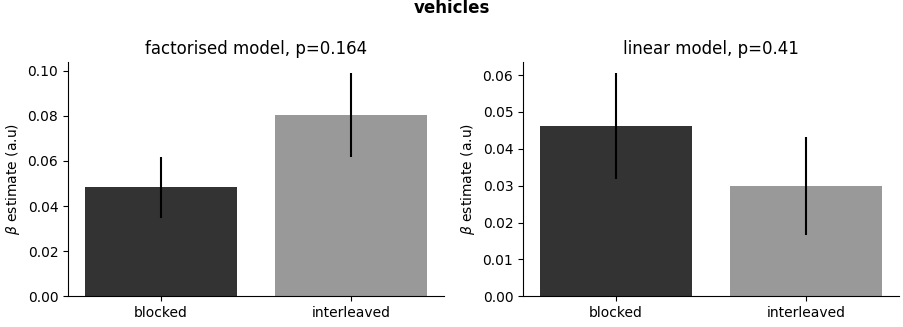 vehicles
factorised model, p=0.164
β estimate (a.u)
0.10
0.08
0.06
0.04
0.02
0.00
blocked interleaved
linear model, p=0.41
β estimate (a.u)
0.06
0.05
0.04
0.03
0.02
0.01
0.00
blocked interleaved